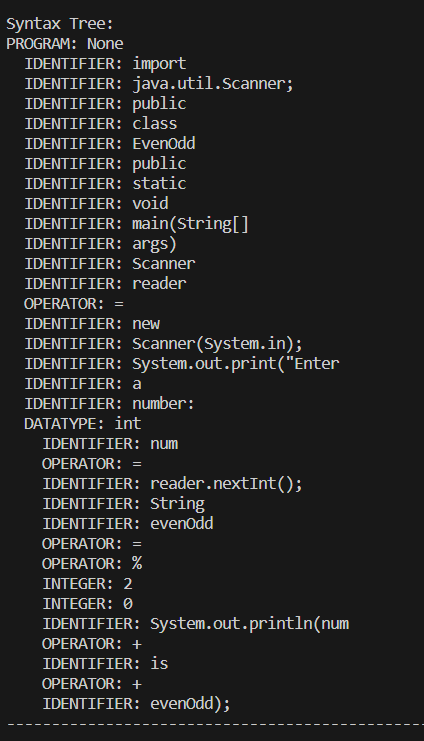 Syntax Tree:
PROGRAM: None
IDENTIFIER: import
IDENTIFIER: java.util.Scanner;
IDENTIFIER: public
IDENTIFIER: class
IDENTIFIER: EvenOdd
IDENTIFIER: public
IDENTIFIER: static
IDENTIFIER: void
IDENTIFIER: main(String[]
IDENTIFIER: args)
IDENTIFIER: Scanner
IDENTIFIER: reader
OPERATOR: =
IDENTIFIER: new
IDENTIFIER: Scanner(System.in);
IDENTIFIER: System.out.print("Enter
IDENTIFIER: a
IDENTIFIER: number:
DATATYPE: int
IDENTIFIER: num
OPERATOR: =
IDENTIFIER: reader.nextInt();
IDENTIFIER: String
IDENTIFIER: evenOdd
OPERATOR: =
OPERATOR: %
INTEGER: 2
INTEGER: 0
IDENTIFIER: System.out.println(num
OPERATOR: +
IDENTIFIER: is
OPERATOR: +
IDENTIFIER: evenOdd);
-----------------------------------------------